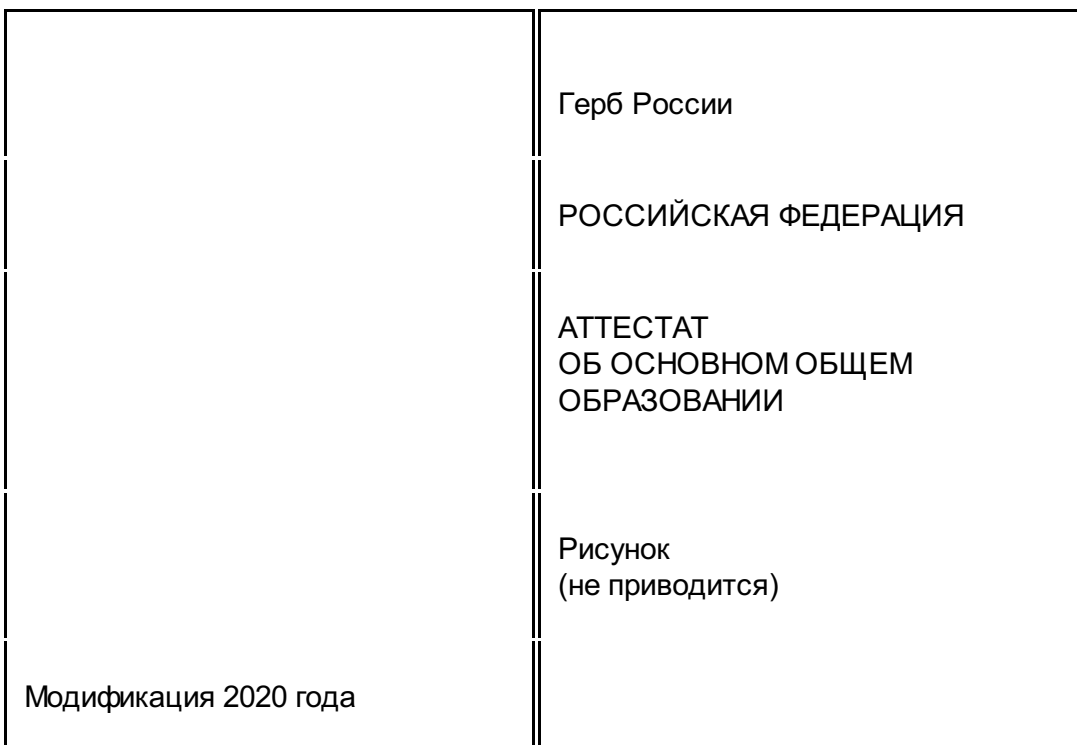 Герб России
РОССИЙСКАЯ ФЕДЕРАЦИЯ
АТТЕСТАТ
ОБ ОСНОВНОМ ОБЩЕМ
ОБРАЗОВАНИИ
Рисунок
(не приводится)
Модификация 2020 года